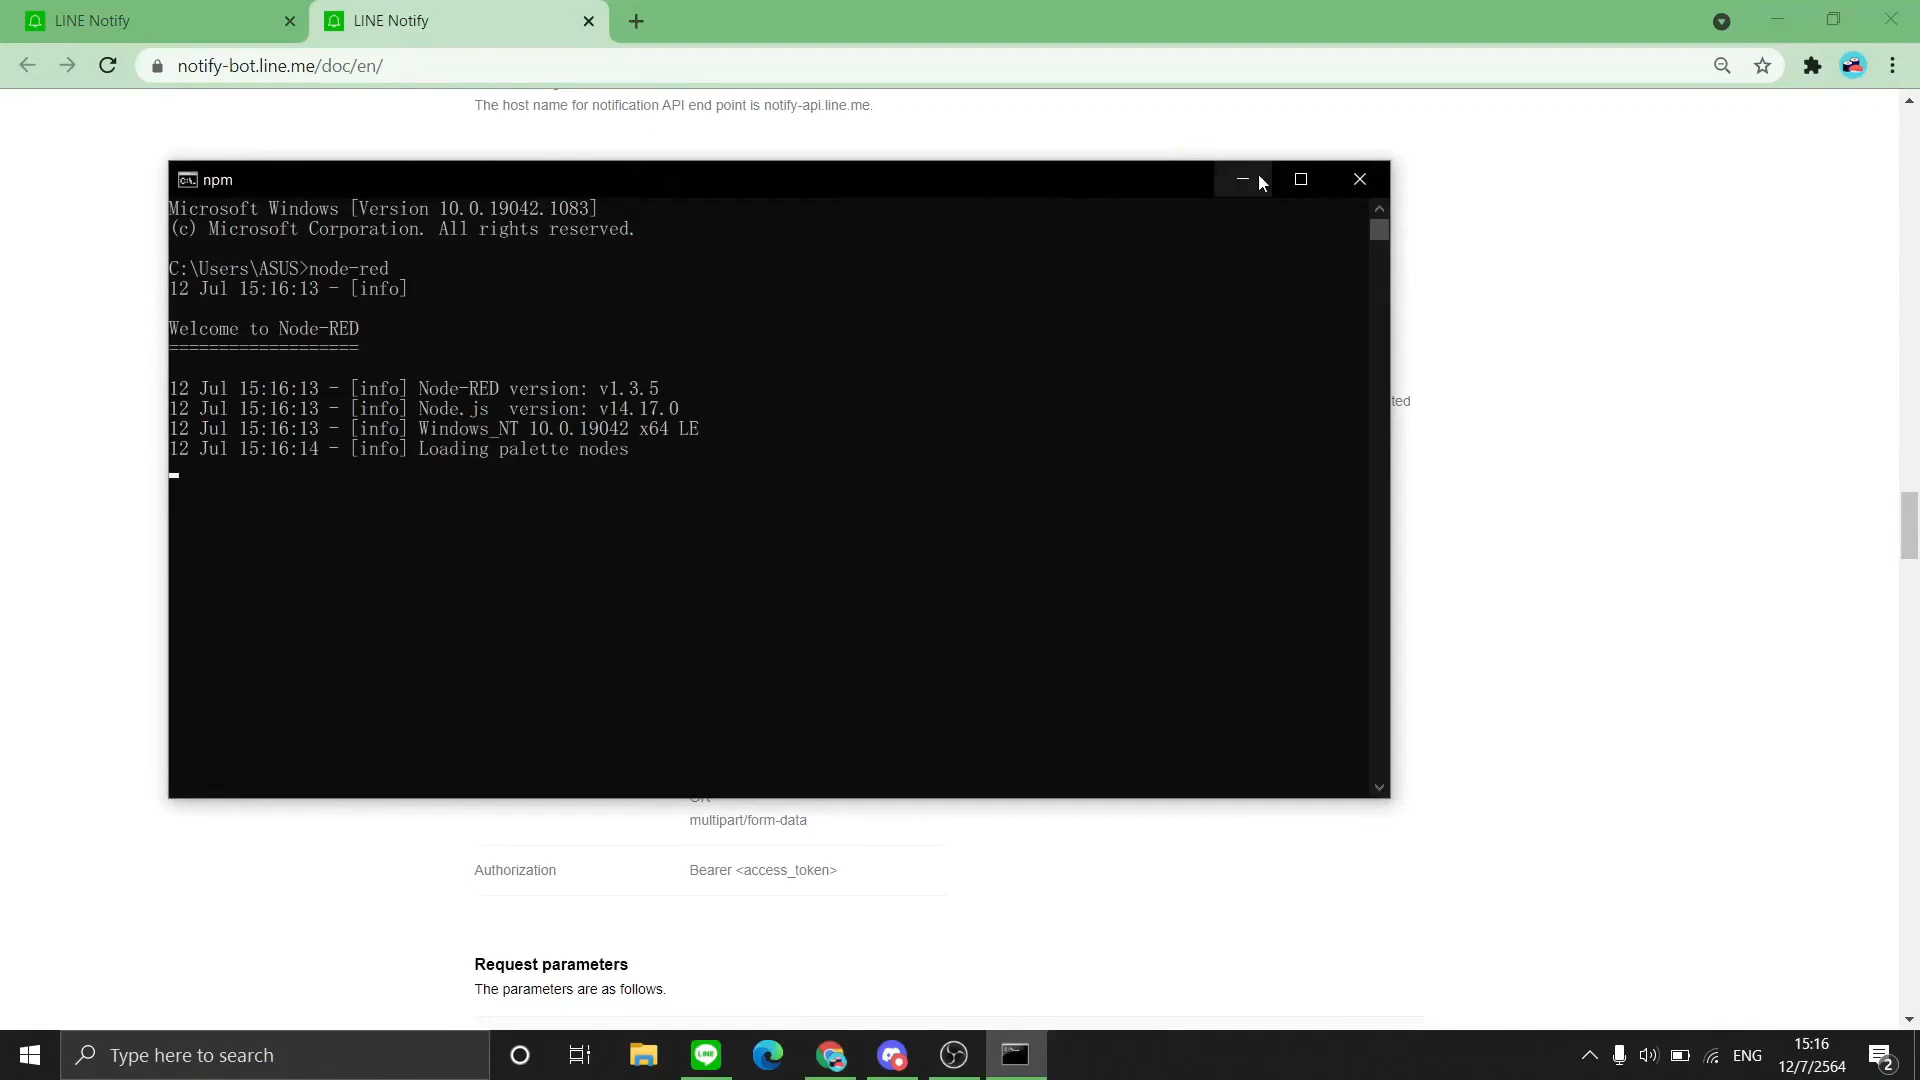 LINE Notify
LINE Notify
notify-bot.line.me/doc/en/
The host name for notification API end point is notify-api.line.me.
npm
Microsoft Windows [Version 10.0.19042.1083]
(c) Microsoft Corporation. All rights reserved.
C:\Users\ASUS>node-red
12 Jul 15:16:13 - [info]
Welcome to Node-RED
===================
12 Jul 15:16:13 - [info] Node-RED version: v1.3.5
12 Jul 15:16:13 - [info] Node.js  version: v14.17.0
12 Jul 15:16:13 - [info] Windows_NT 10.0.19042 x64 LE
12 Jul 15:16:14 - [info] Loading palette nodes
ted
OR
multipart/form-data
Authorization Bearer <access_token>
Request parameters
The parameters are as follows.
Type here to search
LINE
ENG
15:16
12/7/2564
2